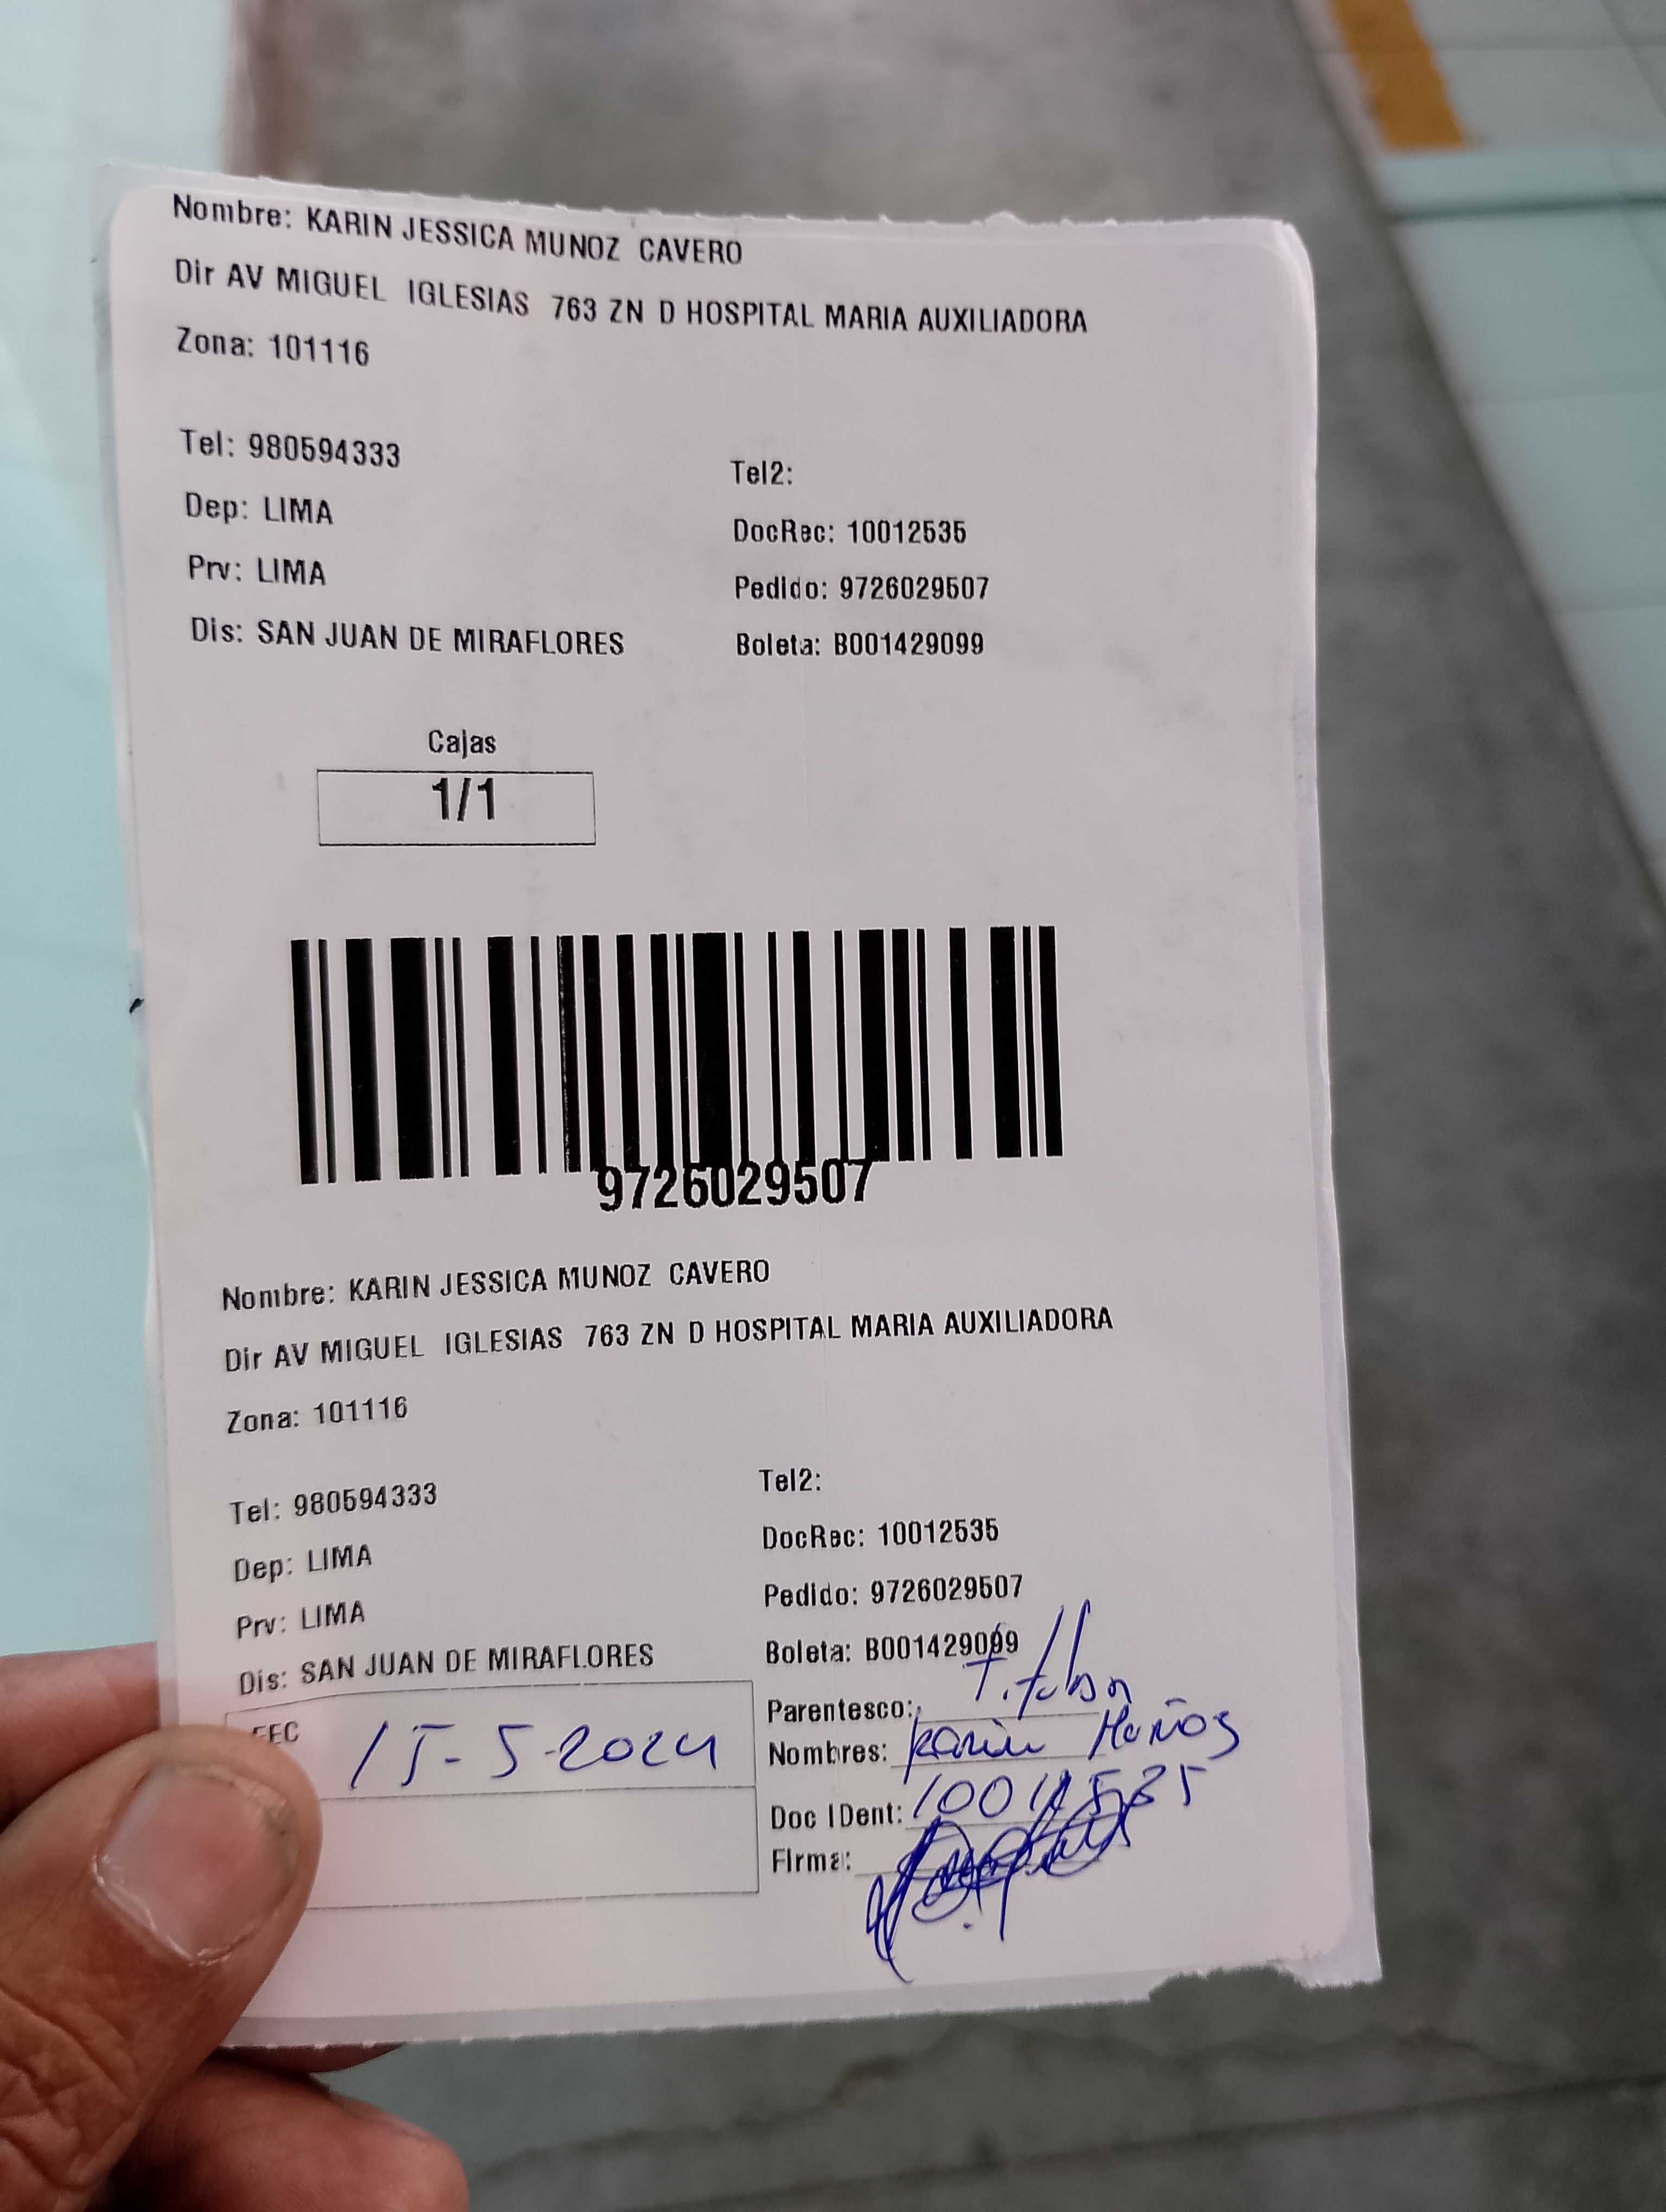 Nombre: KARIN JESSICA MUNOZ CAVERO
Dir AV MIGUEL IGLESIAS 763 ZN D HOSPITAL MARIA AUXILIADORA
Zona: 101116
Tel: 980594333
Tel2:
Dep: LIMA
DocRec: 10012535
Prv: LIMA
Pedido: 9726029507
Dis: SAN JUAN DE MIRAFLORES
Boleta: B001429099
Cajas
1/1
9726029507
Nombre: KARIN JESSICA MUNOZ CAVERO
Dir AV MIGUEL IGLESIAS 763 ZN D HOSPITAL MARIA AUXILIADORA
Zona: 101116
Tel: 980594333
Tel2:
Dep: LIMA
DocRec: 10012535
Prv: LIMA
Pedido: 9726029507
Dis: SAN JUAN DE MIRAFLORES
Boleta: B001429099
FEC 15-5-2024
Parentesco: Titular
Nombres: Karin Muñoz
Doc IDent:
Firma: